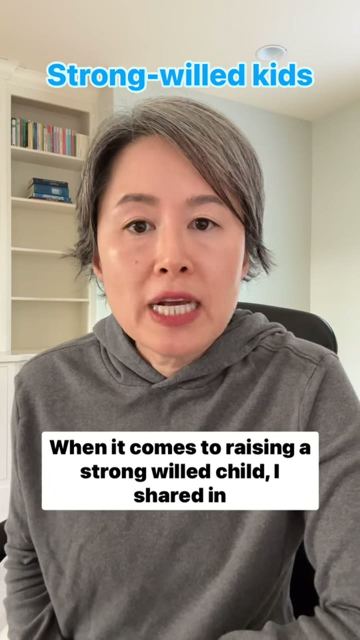 Strong-willed kids
When it comes to raising a
strong willed child, I
shared in